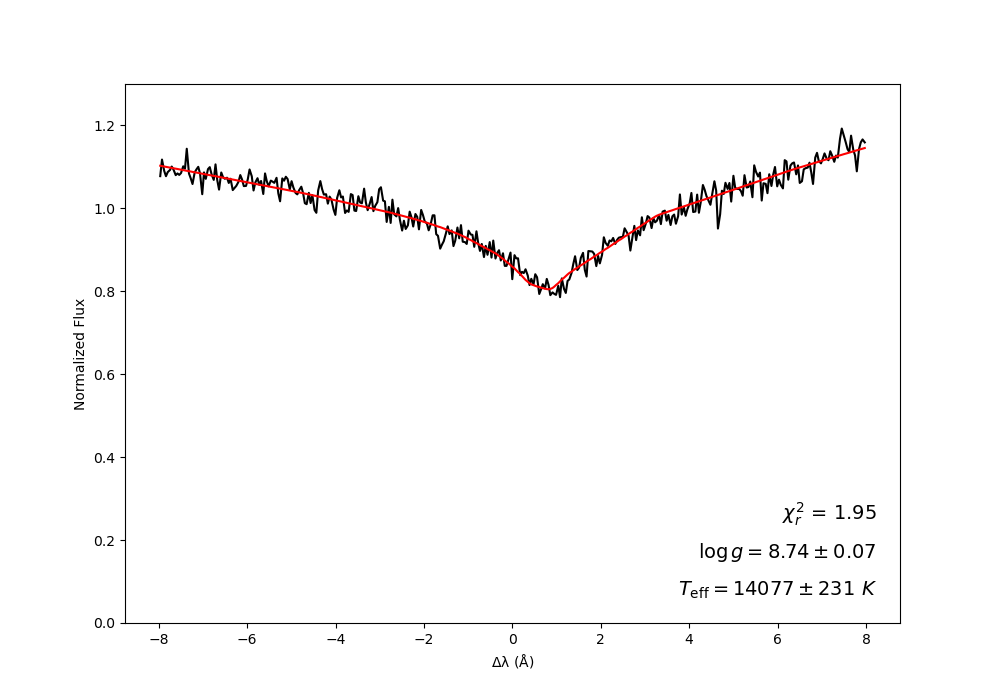 1.2
1.0
0.8
0.6
0.4
0.2
0.0
Normalized Flux
χ²ᵣ = 1.95
log g = 8.74 ± 0.07
T_eff = 14077 ± 231 K
−8 −6 −4 −2 0 2 4 6 8
Δλ (Å)